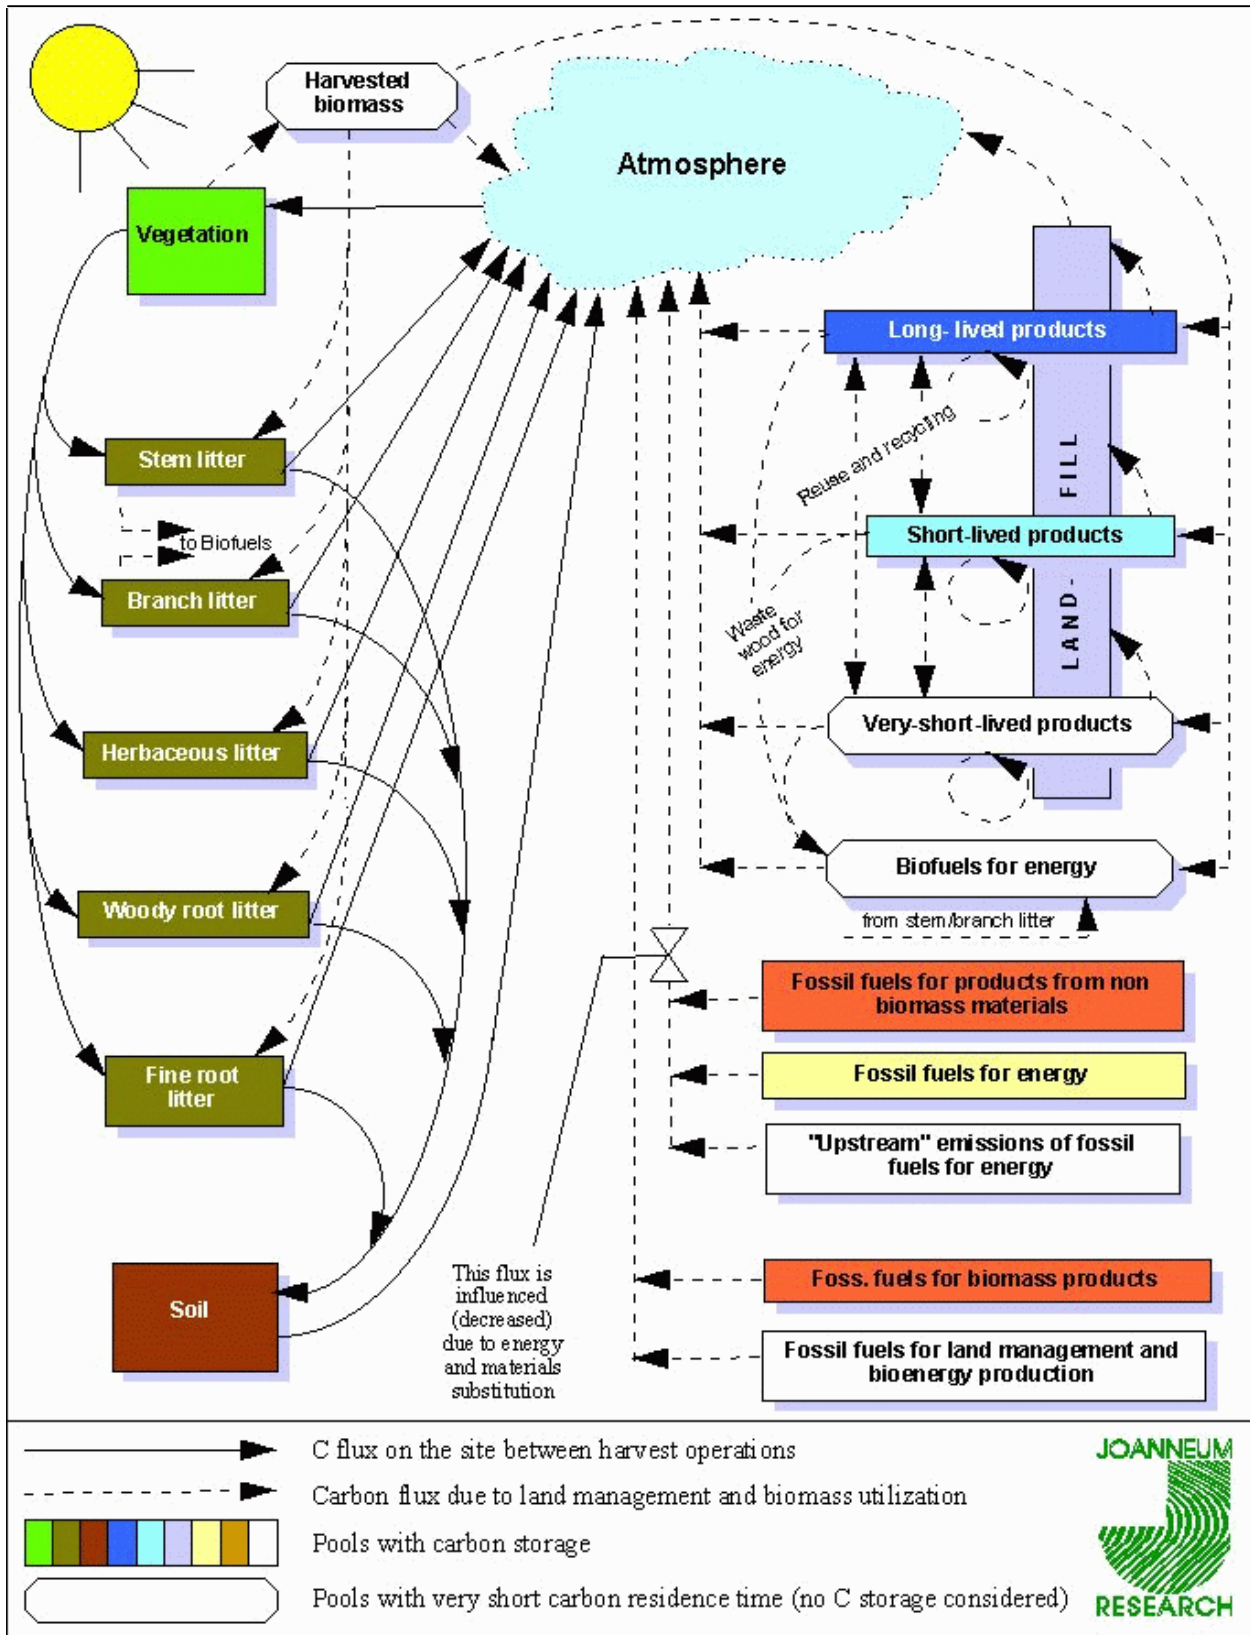 Harvested
biomass
Atmosphere
Vegetation
Long- lived products
Reuse and recycling
LAND- FILL
Stem litter
Short-lived products
to Biofuels
Branch litter
Waste
wood for
energy
Very-short-lived products
Herbaceous litter
Biofuels for energy
Woody root litter
from stem/branch litter
Fossil fuels for products from non
biomass materials
Fine root
litter
Fossil fuels for energy
"Upstream" emissions of fossil
fuels for energy
Soil
This flux is
influenced
(decreased)
due to energy
and materials
substitution
Foss. fuels for biomass products
Fossil fuels for land management and
bioenergy production
C flux on the site between harvest operations
Carbon flux due to land management and biomass utilization
Pools with carbon storage
Pools with very short carbon residence time (no C storage considered)
JOANNEUM
RESEARCH